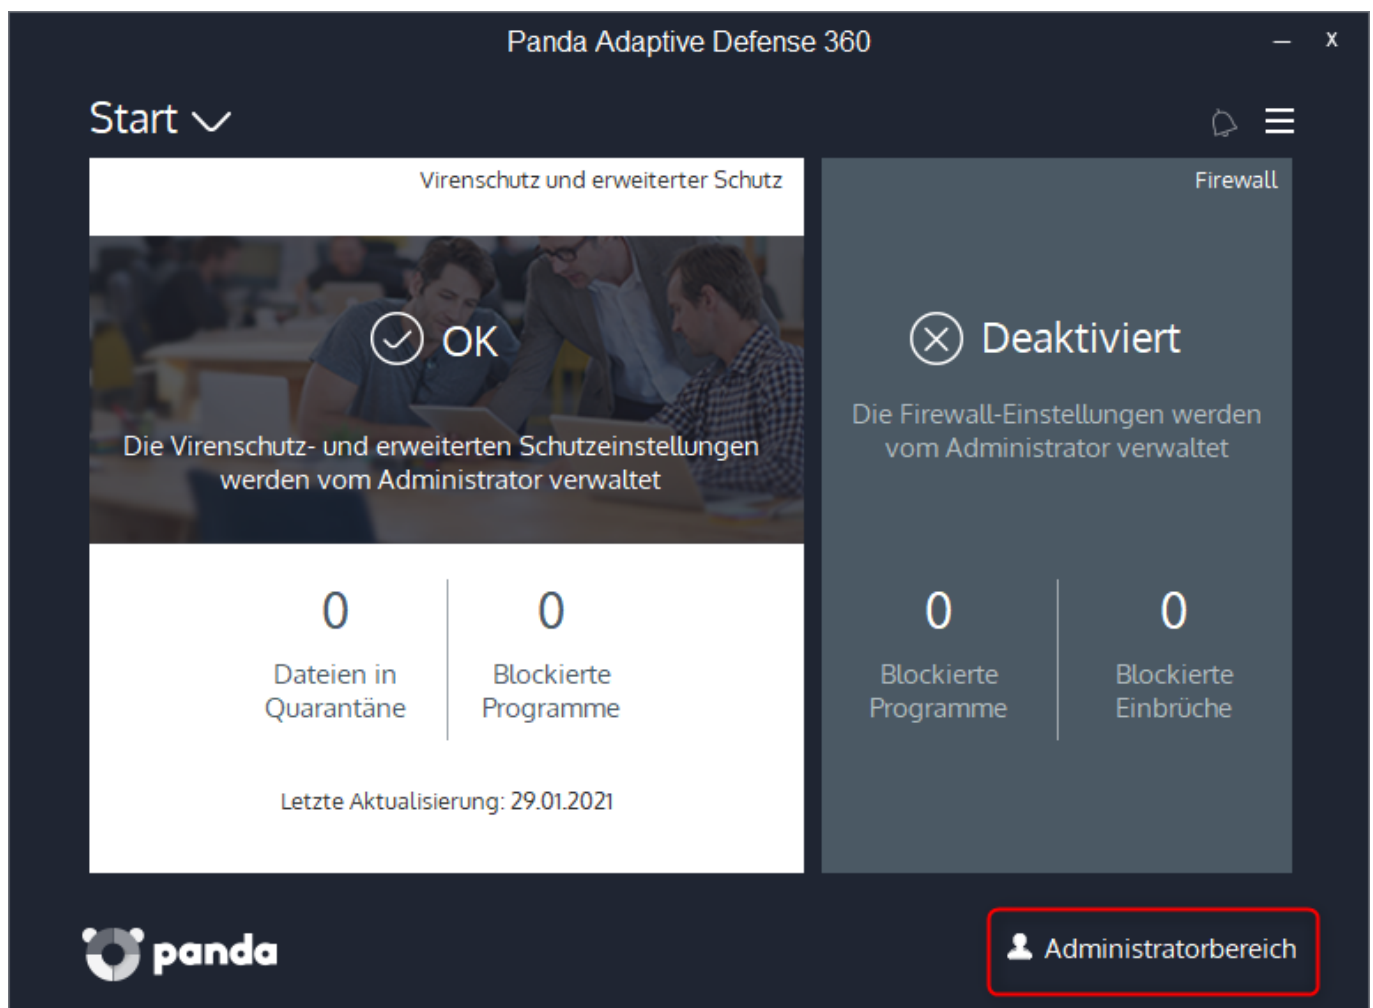 Panda Adaptive Defense 360
Start
Virenschutz und erweiterter Schutz
OK
Die Virenschutz- und erweiterten Schutzeinstellungen
werden vom Administrator verwaltet
0
0
Dateien in
Quarantäne
Blockierte
Programme
Letzte Aktualisierung: 29.01.2021
Firewall
Deaktiviert
Die Firewall-Einstellungen werden
vom Administrator verwaltet
0
0
Blockierte
Programme
Blockierte
Einbrüche
panda
Administratorbereich